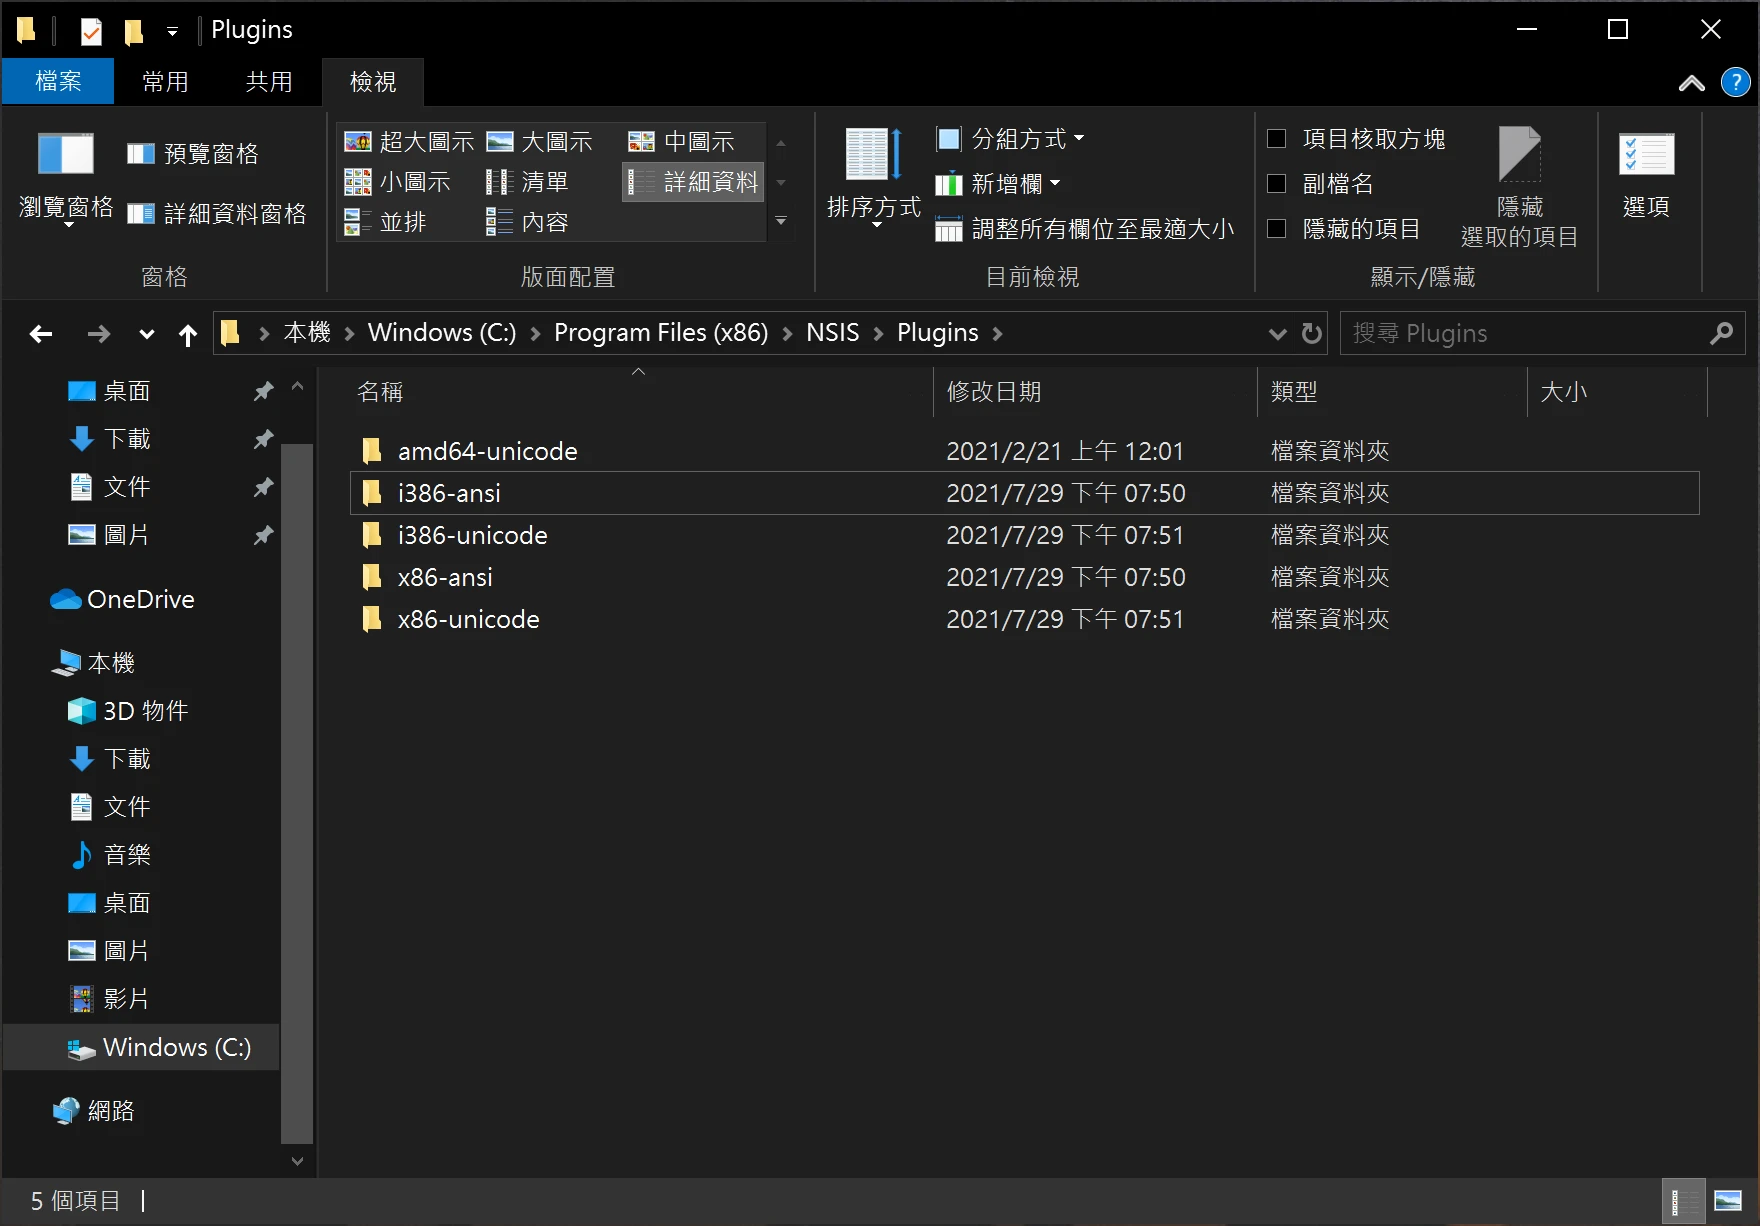 Plugins
檔案 常用 共用 檢視
瀏覽窗格
預覽窗格
詳細資料窗格
窗格
超大圖示 大圖示 中圖示
小圖示 清單 詳細資料
並排 內容
版面配置
排序方式
分組方式
新增欄
調整所有欄位至最適大小
目前檢視
項目核取方塊
副檔名
隱藏的項目
隱藏
選取的項目
顯示/隱藏
選項
本機 Windows (C:) Program Files (x86) NSIS Plugins
搜尋 Plugins
桌面
下載
文件
圖片
OneDrive
本機
3D 物件
下載
文件
音樂
桌面
圖片
影片
Windows (C:)
網路
名稱 修改日期 類型 大小
amd64-unicode 2021/2/21 上午 12:01 檔案資料夾
i386-ansi 2021/7/29 下午 07:50 檔案資料夾
i386-unicode 2021/7/29 下午 07:51 檔案資料夾
x86-ansi 2021/7/29 下午 07:50 檔案資料夾
x86-unicode 2021/7/29 下午 07:51 檔案資料夾
5 個項目